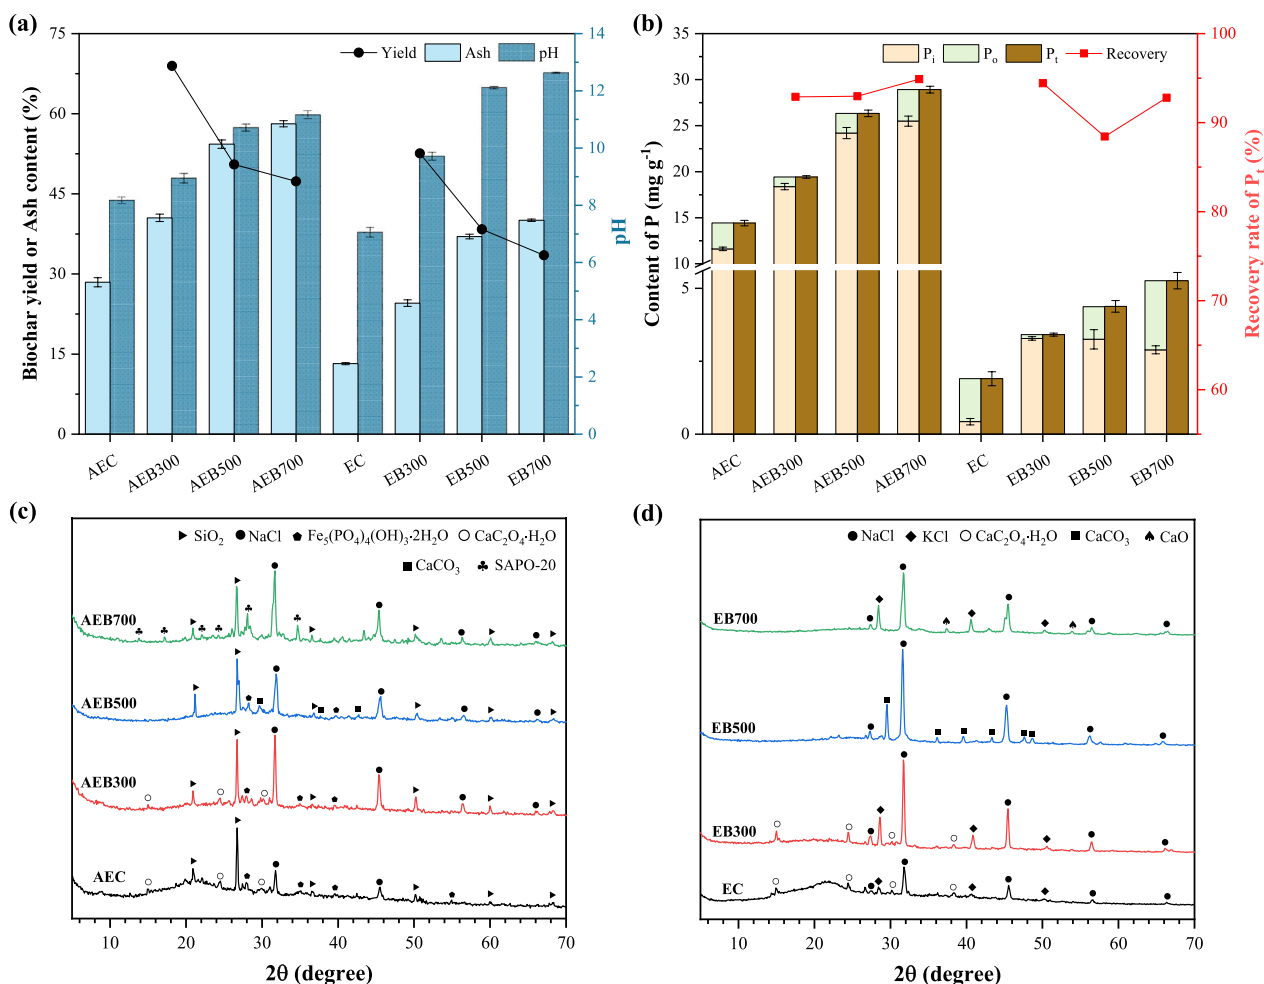 (a)
Yield Ash pH
Biochar yield or Ash content (%)
75
60
45
30
15
0
14
12
10
8
6
4
2
0
pH
AEC AEB300 AEB500 AEB700 EC EB300 EB500 EB700
(b)
P_i P_o P_t Recovery
Content of P (mg g⁻¹)
35
30
25
20
15
10
5
0
100
90
80
70
60
Recovery rate of P_t (%)
AEC AEB300 AEB500 AEB700 EC EB300 EB500 EB700
(c)
SiO₂ NaCl Fe₅(PO₄)₄(OH)₃·2H₂O CaC₂O₄·H₂O
CaCO₃ SAPO-20
AEB700
AEB500
AEB300
AEC
10 20 30 40 50 60 70
2θ (degree)
(d)
NaCl KCl CaC₂O₄·H₂O CaCO₃ CaO
EB700
EB500
EB300
EC
10 20 30 40 50 60 70
2θ (degree)